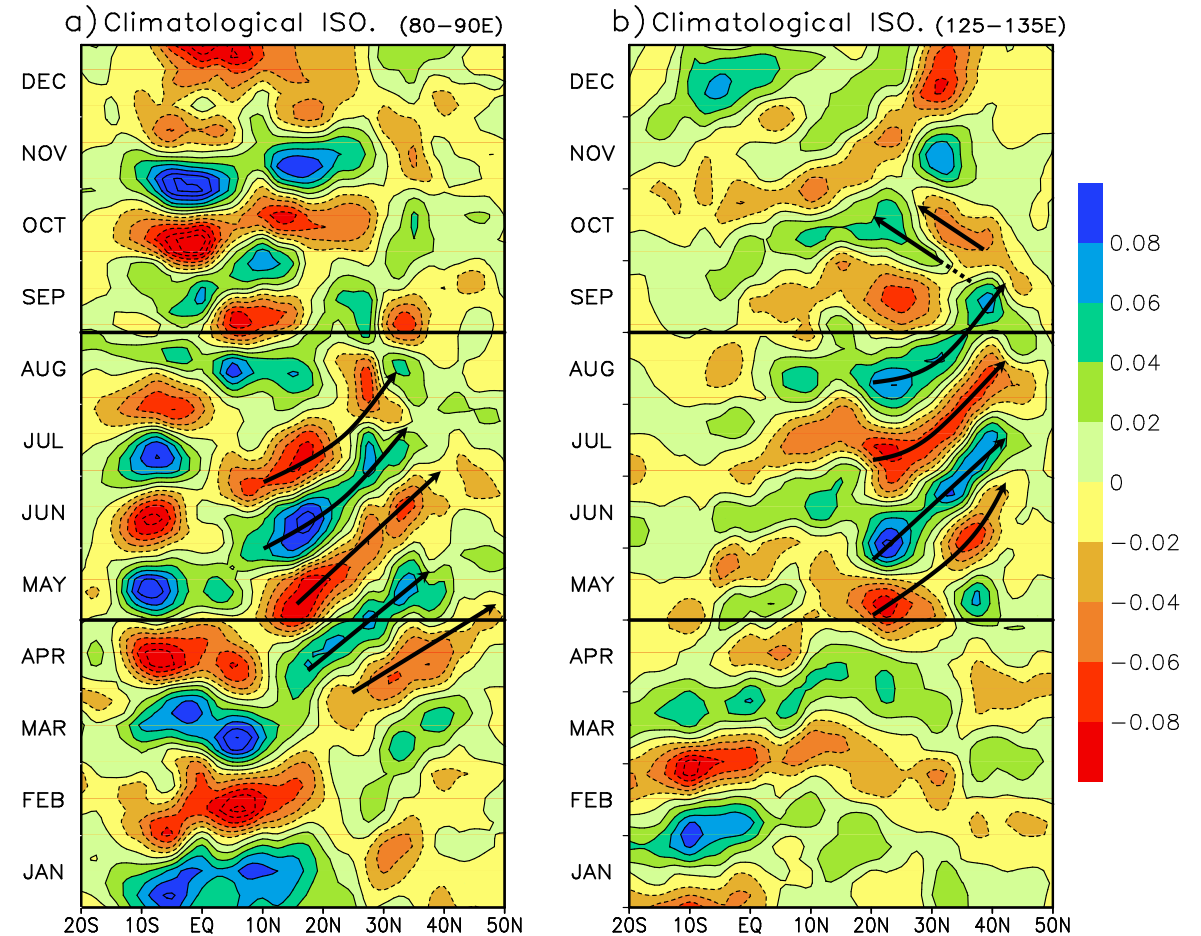 a) Climatological ISO. (80−90E)
DEC
NOV
OCT
SEP
AUG
JUL
JUN
MAY
APR
MAR
FEB
JAN
20S 10S EQ 10N 20N 30N 40N 50N
b) Climatological ISO. (125−135E)
DEC
NOV
OCT
SEP
AUG
JUL
JUN
MAY
APR
MAR
FEB
JAN
20S 10S EQ 10N 20N 30N 40N 50N
0.08
0.06
0.04
0.02
0
−0.02
−0.04
−0.06
−0.08